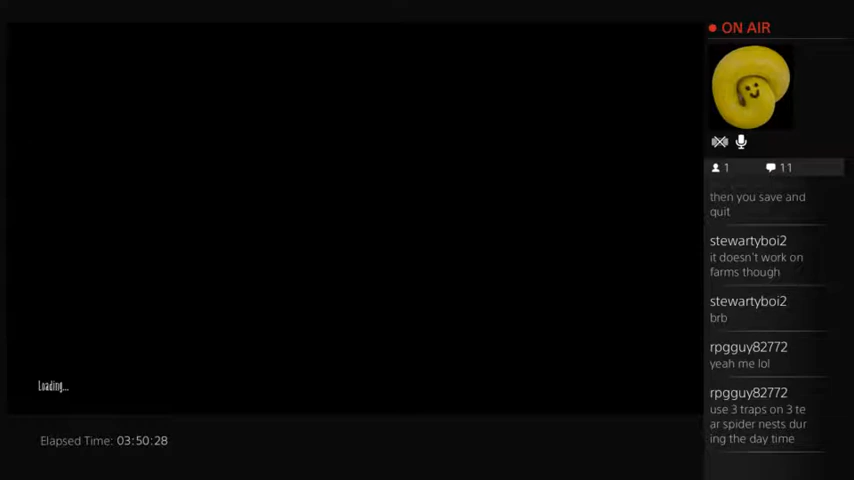 ON AIR
1 11
then you save and
quit
stewartyboi2
it doesn't work on
farms though
stewartyboi2
brb
rpgguy82772
yeah me lol
rpgguy82772
use 3 traps on 3 te
ar spider nests dur
ing the day time
Loading...
Elapsed Time: 03:50:28